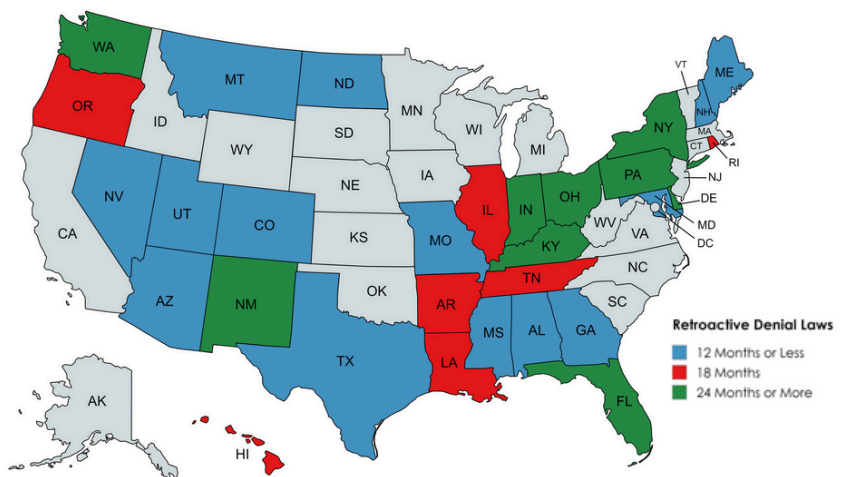 WA
OR
ID
MT
ND
MN
WI
MI
SD
WY
NE
IA
NV
UT
CO
KS
MO
IL
IN
OH
KY
CA
AZ
NM
OK
AR
TN
TX
LA
MS
AL
GA
FL
SC
NC
VA
WV
PA
NY
VT
NH
ME
MA
CT
RI
NJ
DE
MD
DC
AK
HI
Retroactive Denial Laws
12 Months or Less
18 Months
24 Months or More